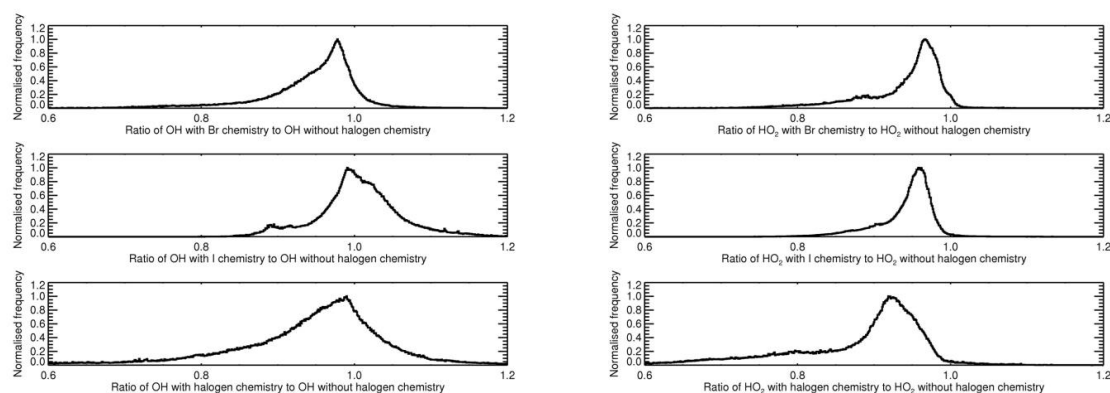 Normalised frequency
1.2
1.0
0.8
0.6
0.4
0.2
0.0
0.6 0.8 1.0 1.2
Ratio of OH with Br chemistry to OH without halogen chemistry
Normalised frequency
1.2
1.0
0.8
0.6
0.4
0.2
0.0
0.6 0.8 1.0 1.2
Ratio of HO₂ with Br chemistry to HO₂ without halogen chemistry
Normalised frequency
1.2
1.0
0.8
0.6
0.4
0.2
0.0
0.6 0.8 1.0 1.2
Ratio of OH with I chemistry to OH without halogen chemistry
Normalised frequency
1.2
1.0
0.8
0.6
0.4
0.2
0.0
0.6 0.8 1.0 1.2
Ratio of HO₂ with I chemistry to HO₂ without halogen chemistry
Normalised frequency
1.2
1.0
0.8
0.6
0.4
0.2
0.0
0.6 0.8 1.0 1.2
Ratio of OH with halogen chemistry to OH without halogen chemistry
Normalised frequency
1.2
1.0
0.8
0.6
0.4
0.2
0.0
0.6 0.8 1.0 1.2
Ratio of HO₂ with halogen chemistry to HO₂ without halogen chemistry